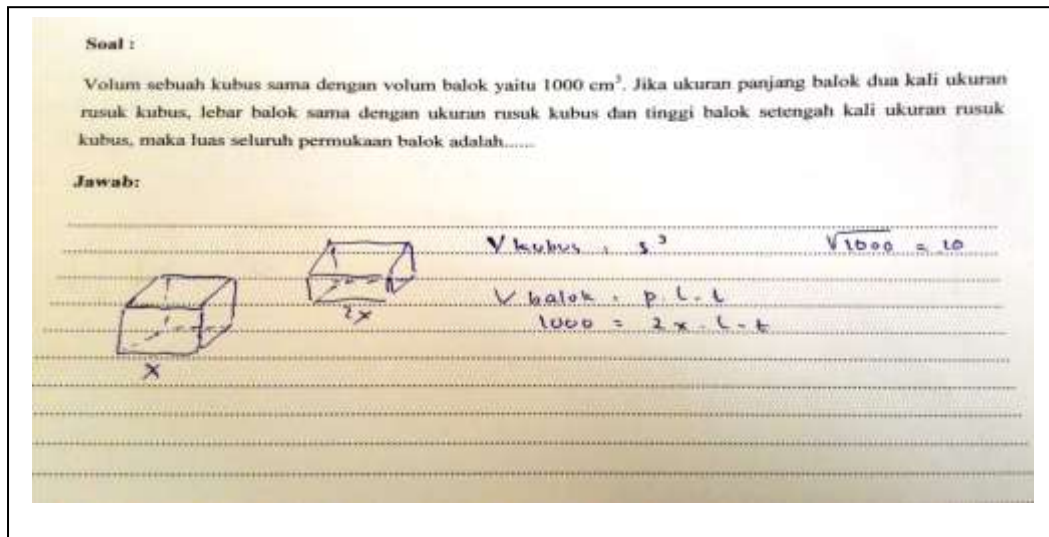 Soal :
Volum sebuah kubus sama dengan volum balok yaitu 1000 cm³. Jika ukuran panjang balok dua kali ukuran
rusuk kubus, lebar balok sama dengan ukuran rusuk kubus dan tinggi balok setengah kali ukuran rusuk
kubus, maka luas seluruh permukaan balok adalah......
Jawab:
V kubus = s³
√1000 = 10
V balok = p. l. t
1000 = 2x. l. t
2x
x